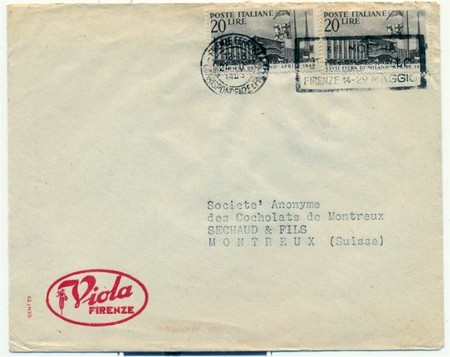 POSTE ITALIANE
20 LIRE
POSTE ITALIANE
20 LIRE
FIRENZE 14-29 MAGGIO
Societe' Anonyme
des Cocholats de Montreux
SECHAUD & FILS
MONTREUX (Suisse)
Viola
FIRENZE